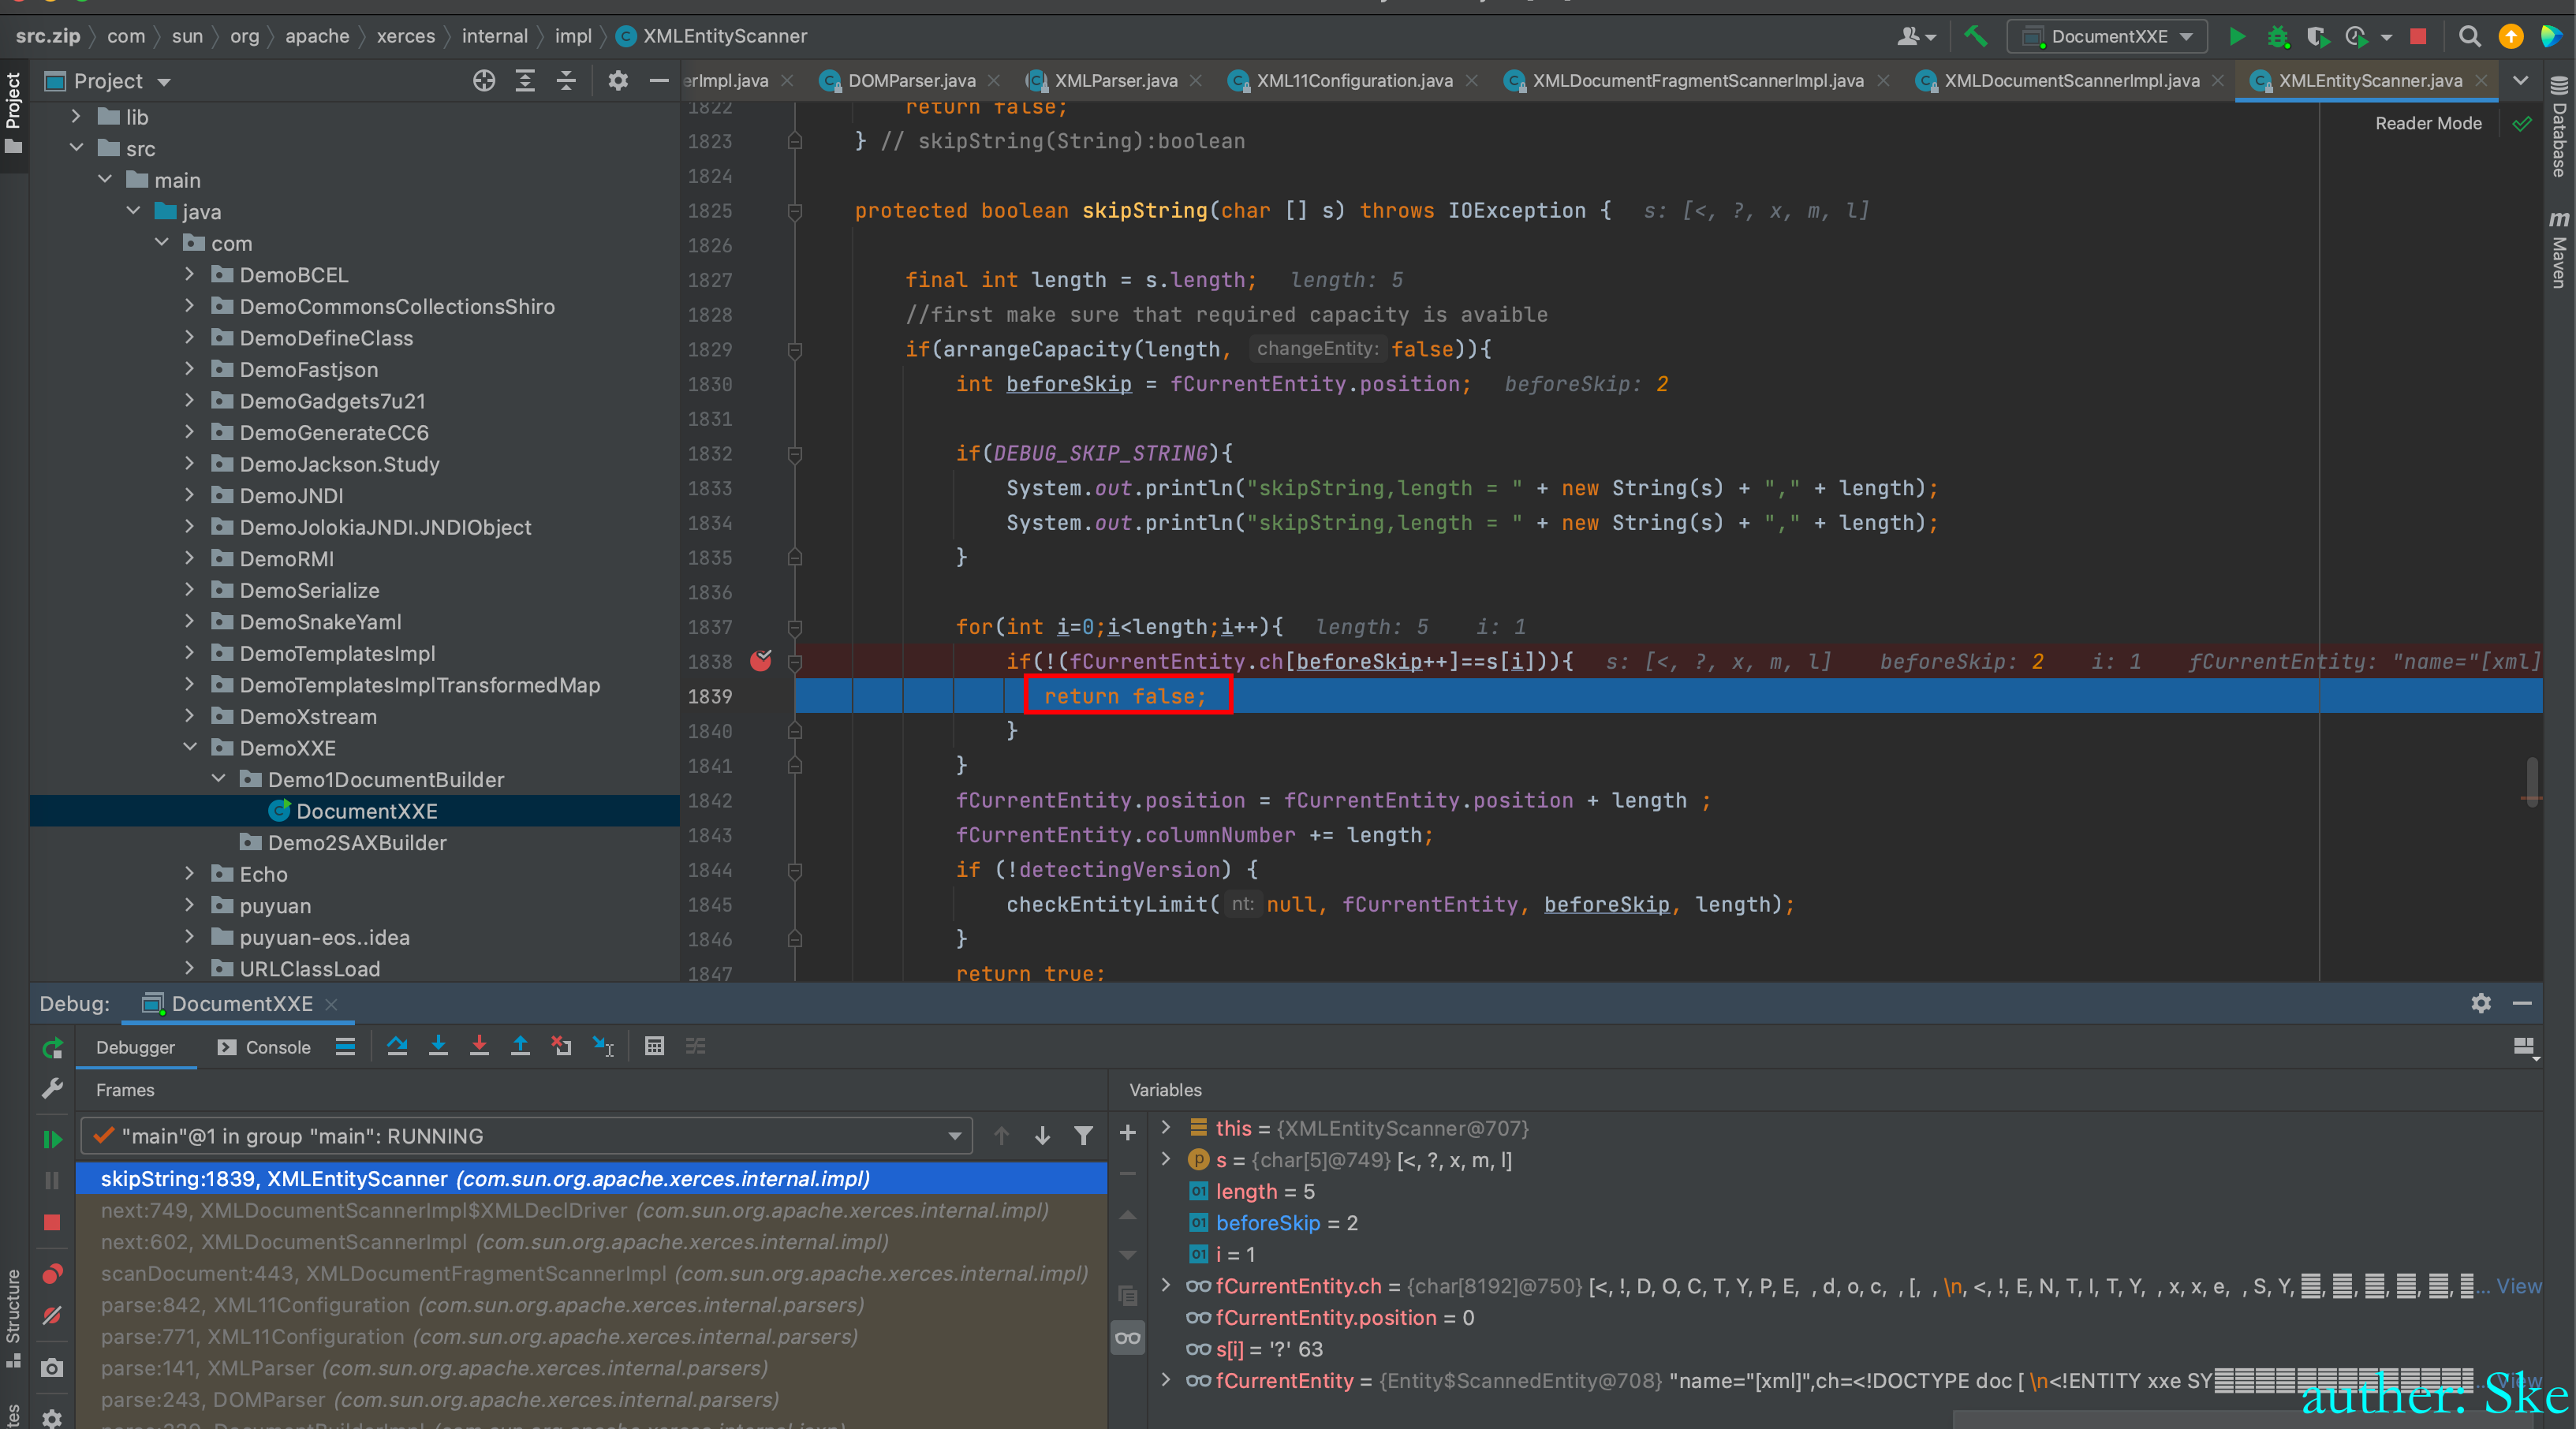 src.zip com sun org apache xerces internal impl XMLEntityScanner DocumentXXE
Project
erImpl.java DOMParser.java XMLParser.java XML11Configuration.java XMLDocumentFragmentScannerImpl.java XMLDocumentScannerImpl.java XMLEntityScanner.java
Project
Database
Maven
Structure
Reader Mode
lib
src
main
java
com
DemoBCEL
DemoCommonsCollectionsShiro
DemoDefineClass
DemoFastjson
DemoGadgets7u21
DemoGenerateCC6
DemoJackson.Study
DemoJNDI
DemoJolokiaJNDI.JNDIObject
DemoRMI
DemoSerialize
DemoSnakeYaml
DemoTemplatesImpl
DemoTemplatesImplTransformedMap
DemoXstream
DemoXXE
Demo1DocumentBuilder
DocumentXXE
Demo2SAXBuilder
Echo
puyuan
puyuan-eos..idea
URLClassLoad
1822 return false;
1823 } // skipString(String):boolean
1824
1825 protected boolean skipString(char [] s) throws IOException { s: [<, ?, x, m, l]
1826
1827 final int length = s.length; length: 5
1828 //first make sure that required capacity is avaible
1829 if(arrangeCapacity(length, changeEntity: false)){
1830 int beforeSkip = fCurrentEntity.position; beforeSkip: 2
1831
1832 if(DEBUG_SKIP_STRING){
1833 System.out.println("skipString,length = " + new String(s) + "," + length);
1834 System.out.println("skipString,length = " + new String(s) + "," + length);
1835 }
1836
1837 for(int i=0;i<length;i++){ length: 5 i: 1
1838 if(!(fCurrentEntity.ch[beforeSkip++]==s[i])){ s: [<, ?, x, m, l] beforeSkip: 2 i: 1 fCurrentEntity: "name="[xml]
1839 return false;
1840 }
1841 }
1842 fCurrentEntity.position = fCurrentEntity.position + length ;
1843 fCurrentEntity.columnNumber += length;
1844 if (!detectingVersion) {
1845 checkEntityLimit( nt: null, fCurrentEntity, beforeSkip, length);
1846 }
1847 return true;
Debug: DocumentXXE
Debugger Console
Frames
"main"@1 in group "main": RUNNING
skipString:1839, XMLEntityScanner (com.sun.org.apache.xerces.internal.impl)
next:749, XMLDocumentScannerImpl$XMLDeclDriver (com.sun.org.apache.xerces.internal.impl)
next:602, XMLDocumentScannerImpl (com.sun.org.apache.xerces.internal.impl)
scanDocument:443, XMLDocumentFragmentScannerImpl (com.sun.org.apache.xerces.internal.impl)
parse:842, XML11Configuration (com.sun.org.apache.xerces.internal.parsers)
parse:771, XML11Configuration (com.sun.org.apache.xerces.internal.parsers)
parse:141, XMLParser (com.sun.org.apache.xerces.internal.parsers)
parse:243, DOMParser (com.sun.org.apache.xerces.internal.parsers)
Variables
this = {XMLEntityScanner@707}
s = {char[5]@749} [<, ?, x, m, l]
length = 5
beforeSkip = 2
i = 1
fCurrentEntity.ch = {char[8192]@750} [<, !, D, O, C, T, Y, P, E, , d, o, c, , [, , \n, <, !, E, N, T, I, T, Y, , x, x, e, , S, Y, ... View
fCurrentEntity.position = 0
s[i] = '?' 63
fCurrentEntity = {Entity$ScannedEntity@708} "name="[xml]",ch=<!DOCTYPE doc [ \n<!ENTITY xxe SY
auther: Ske